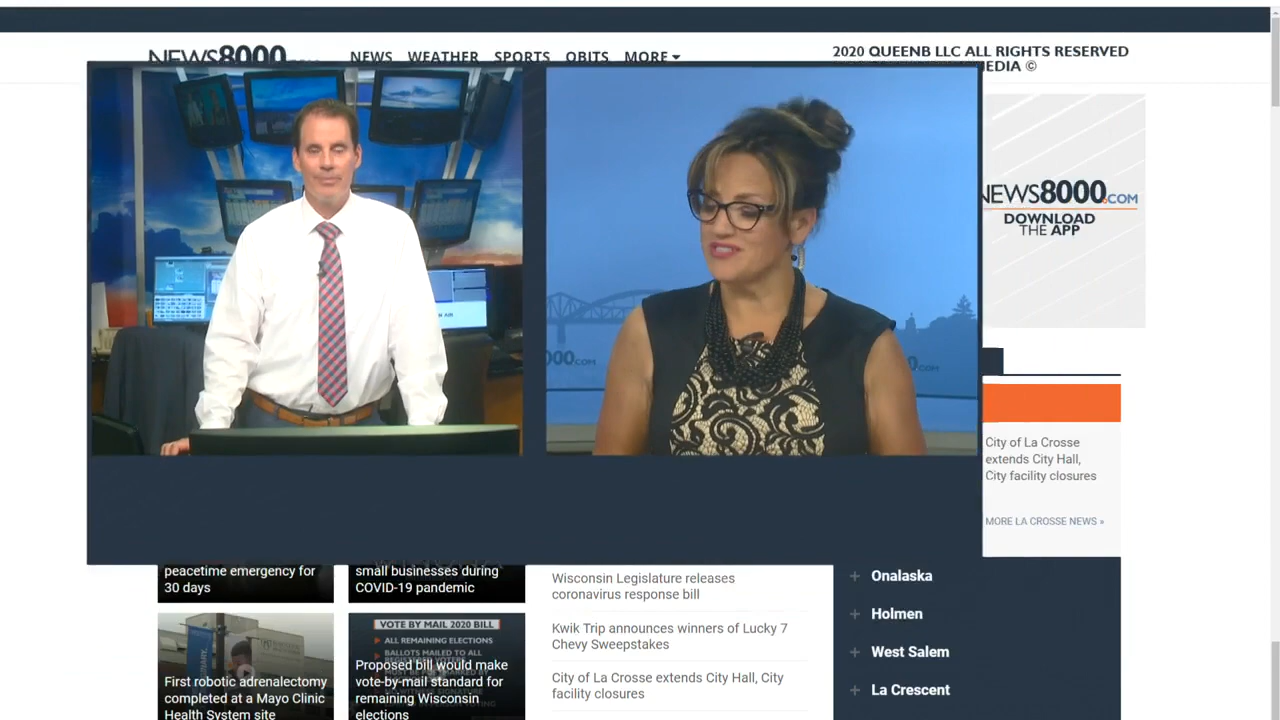 NEWS8000
NEWS WEATHER SPORTS OBITS MORE
2020 QUEENB LLC ALL RIGHTS RESERVED
MEDIA ©
NEWS8000.COM
DOWNLOAD
THE APP
City of La Crosse
extends City Hall,
City facility closures
MORE LA CROSSE NEWS »
peacetime emergency for
30 days
small businesses during
COVID-19 pandemic
Wisconsin Legislature releases
coronavirus response bill
Kwik Trip announces winners of Lucky 7
Chevy Sweepstakes
City of La Crosse extends City Hall, City
facility closures
+ Onalaska
+ Holmen
+ West Salem
+ La Crescent
First robotic adrenalectomy
completed at a Mayo Clinic
Health System site
VOTE BY MAIL 2020 BILL
ALL REMAINING ELECTIONS
BALLOTS MAILED TO ALL
Proposed bill would make
vote-by-mail standard for
remaining Wisconsin
elections